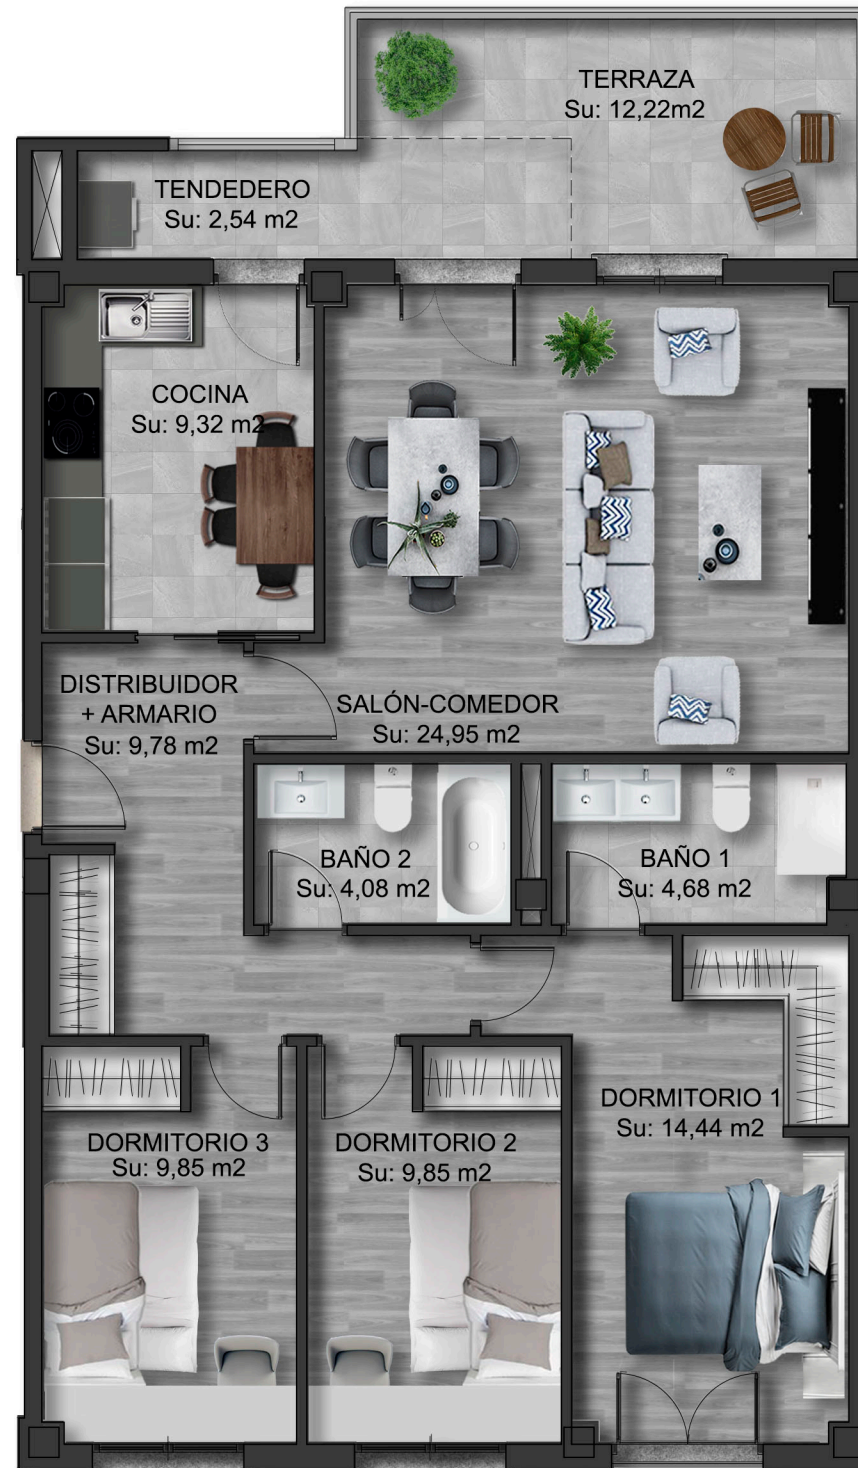 TERRAZA
Su: 12,22m2
TENDEDERO
Su: 2,54 m2
COCINA
Su: 9,32 m2
DISTRIBUIDOR
+ ARMARIO
Su: 9,78 m2
SALÓN-COMEDOR
Su: 24,95 m2
BAÑO 2
Su: 4,08 m2
BAÑO 1
Su: 4,68 m2
DORMITORIO 1
Su: 14,44 m2
DORMITORIO 3
Su: 9,85 m2
DORMITORIO 2
Su: 9,85 m2